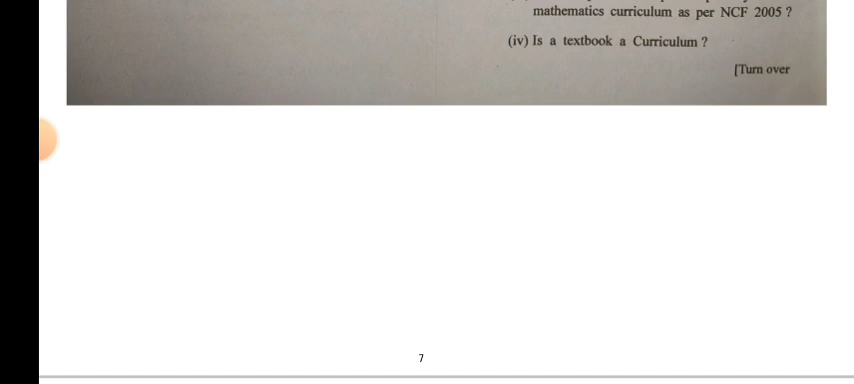 mathematics curriculum as per NCF 2005 ?
(iv) Is a textbook a Curriculum ?
[Turn over
7